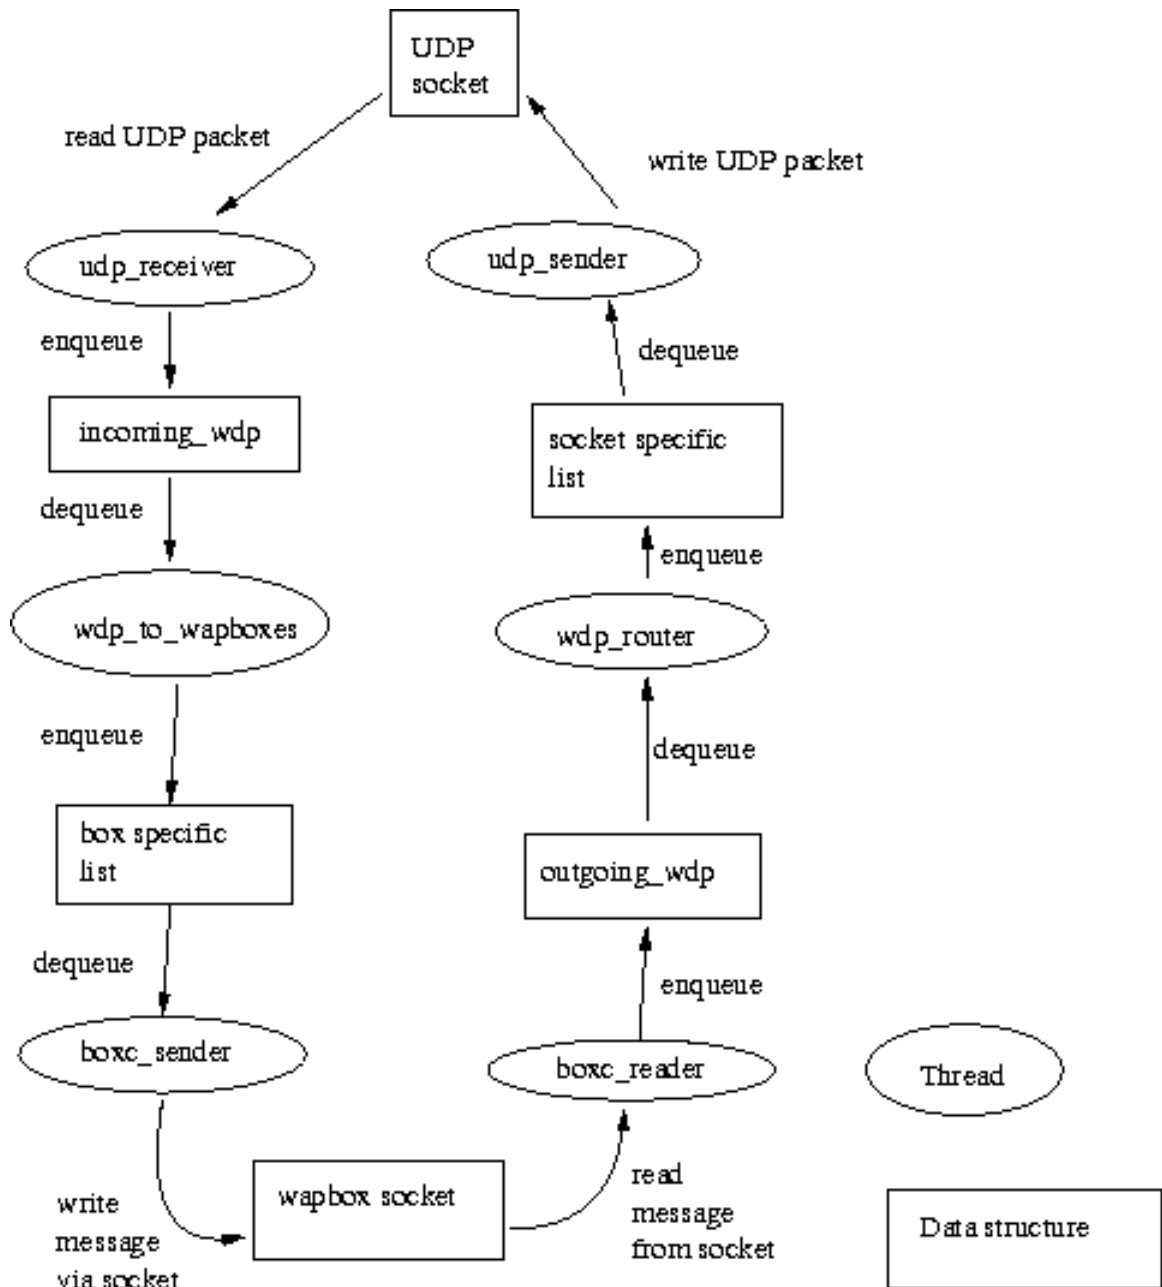 UDP
socket
read UDP packet
write UDP packet
udp_receiver
udp_sender
enqueue
dequeue
incoming_wdp
socket specific
list
dequeue
enqueue
wdp_to_wapboxes
wdp_router
enqueue
dequeue
box specific
list
outgoing_wdp
dequeue
enqueue
boxc_sender
boxc_reader
Thread
wapbox socket
write
message
via socket
read
message
from socket
Data structure